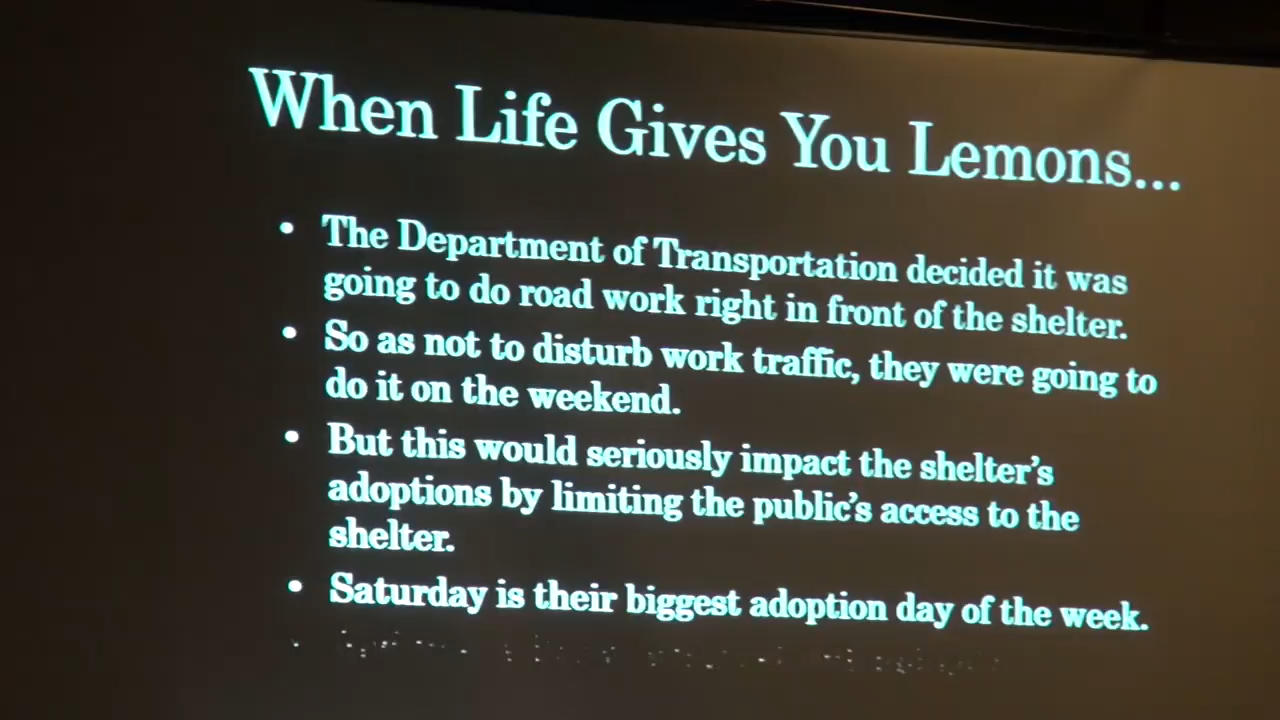 When Life Gives You Lemons...
• The Department of Transportation decided it was
going to do road work right in front of the shelter.
• So as not to disturb work traffic, they were going to
do it on the weekend.
• But this would seriously impact the shelter's
adoptions by limiting the public's access to the
shelter.
• Saturday is their biggest adoption day of the week.